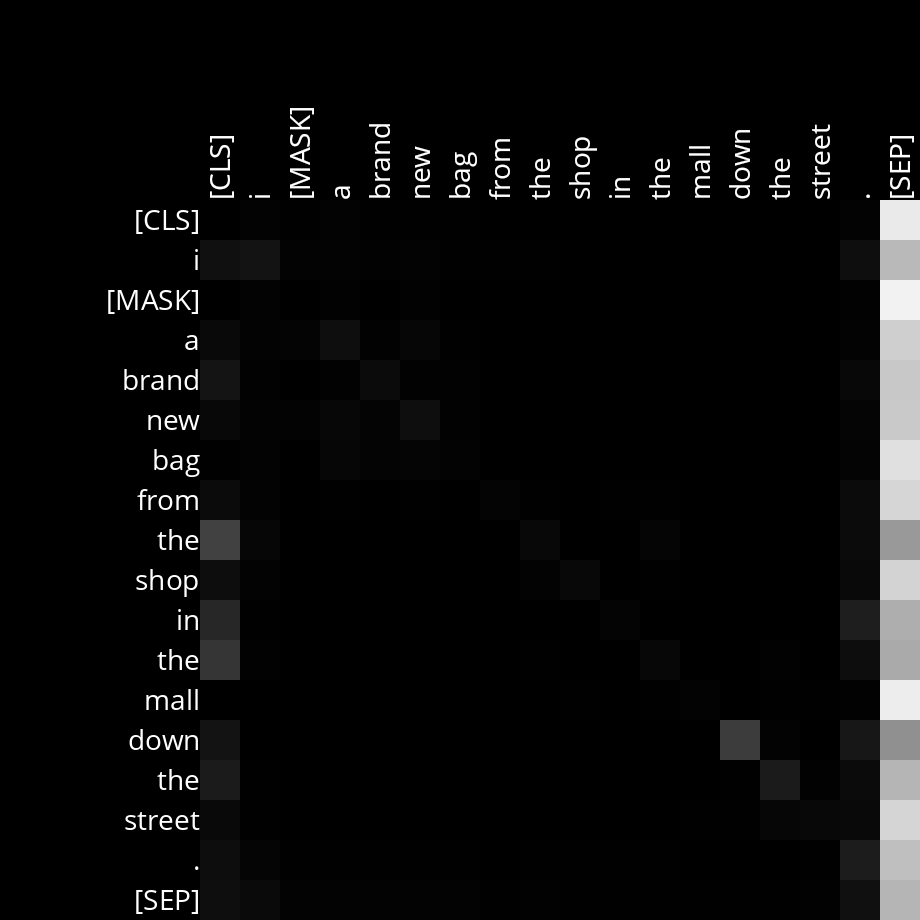 [CLS] i [MASK] a brand new bag from the shop in the mall down the street . [SEP]
[CLS]
i
[MASK]
a
brand
new
bag
from
the
shop
in
the
mall
down
the
street
.
[SEP]